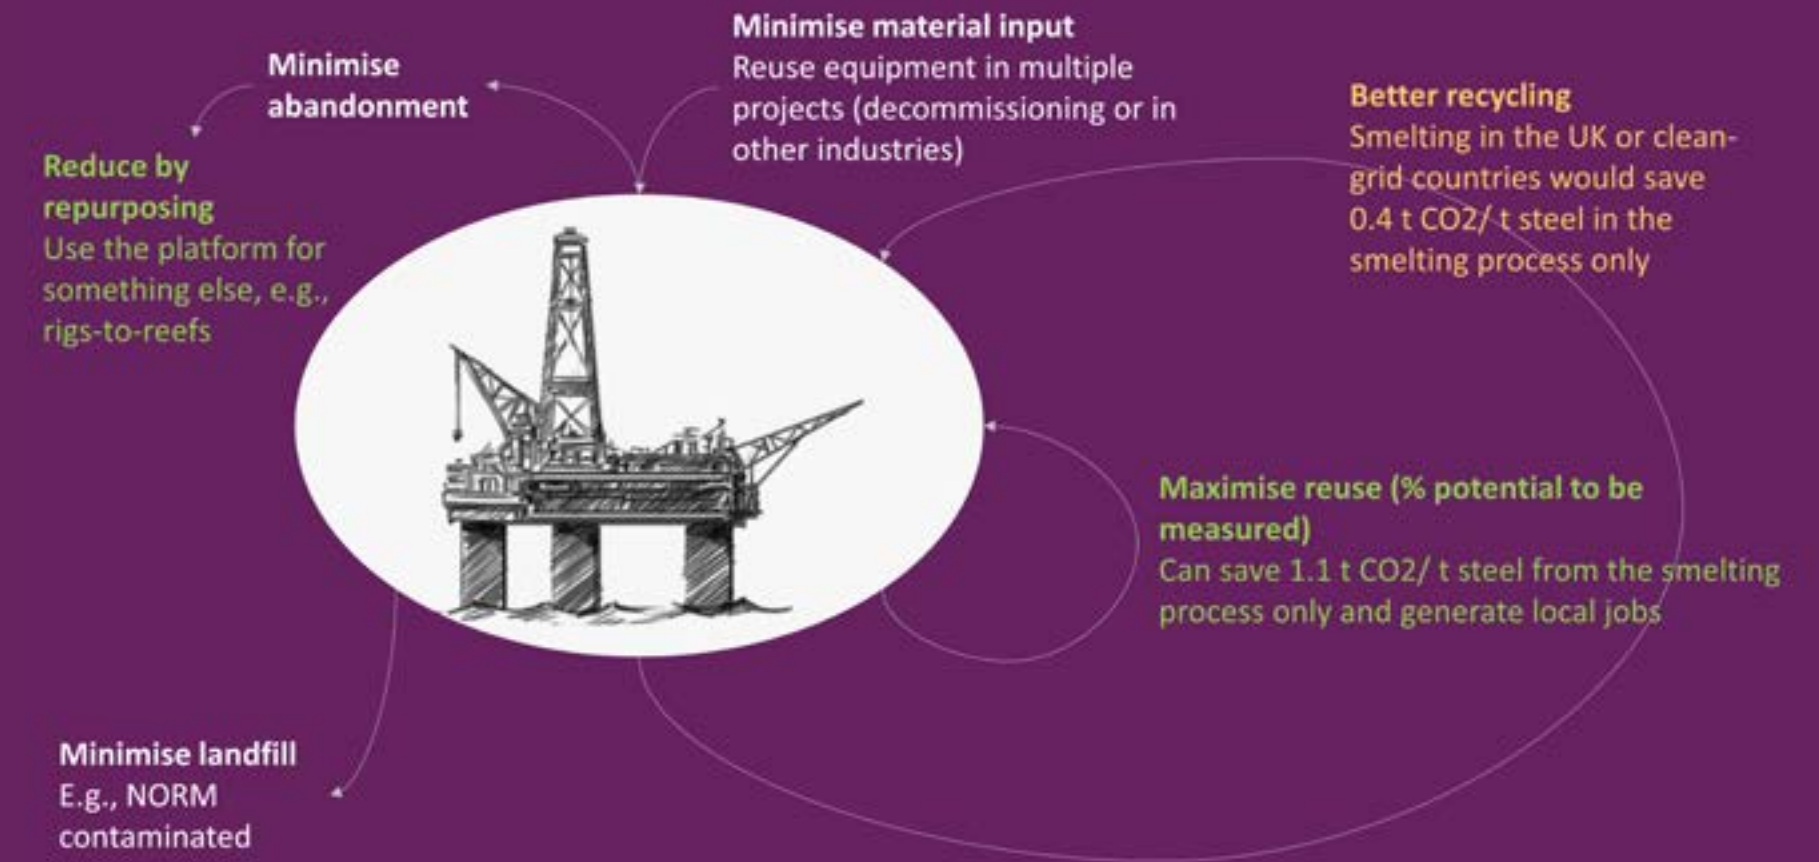 Minimise material input
Reuse equipment in multiple
projects (decommissioning or in
other industries)
Minimise
abandonment
Reduce by
repurposing
Use the platform for
something else, e.g.,
rigs-to-reefs
Better recycling
Smelting in the UK or clean-
grid countries would save
0.4 t CO2/ t steel in the
smelting process only
Maximise reuse (% potential to be
measured)
Can save 1.1 t CO2/ t steel from the smelting
process only and generate local jobs
Minimise landfill
E.g., NORM
contaminated